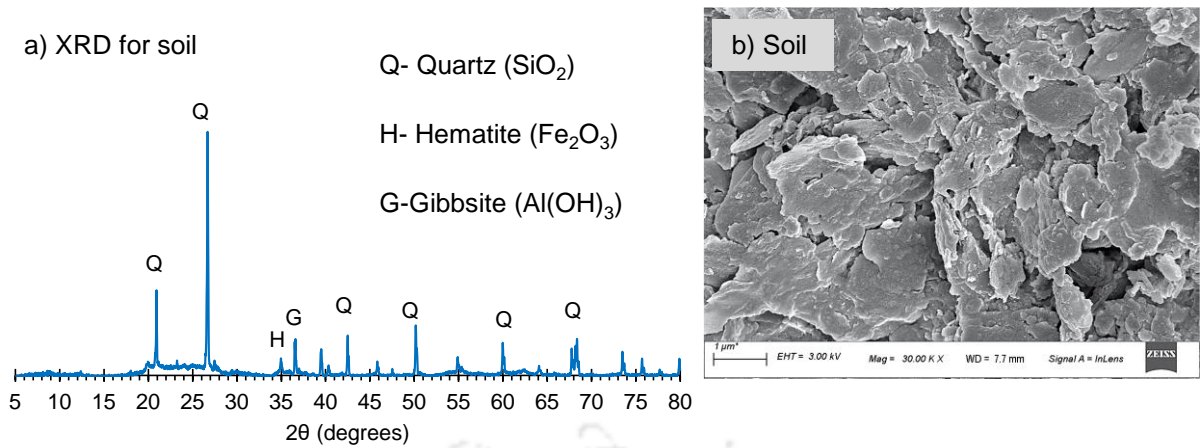 a) XRD for soil
Q- Quartz (SiO₂)
H- Hematite (Fe₂O₃)
G-Gibbsite (Al(OH)₃)
Q
Q
H
G
Q
Q
Q
Q
5 10 15 20 25 30 35 40 45 50 55 60 65 70 75 80
2θ (degrees)
b) Soil
1 µm*
EHT = 3.00 kV Mag = 30.00 K X WD = 7.7 mm Signal A = InLens ZEISS